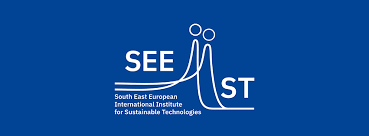 SEE
ST
South East European
International Institute
for Sustainable Technologies